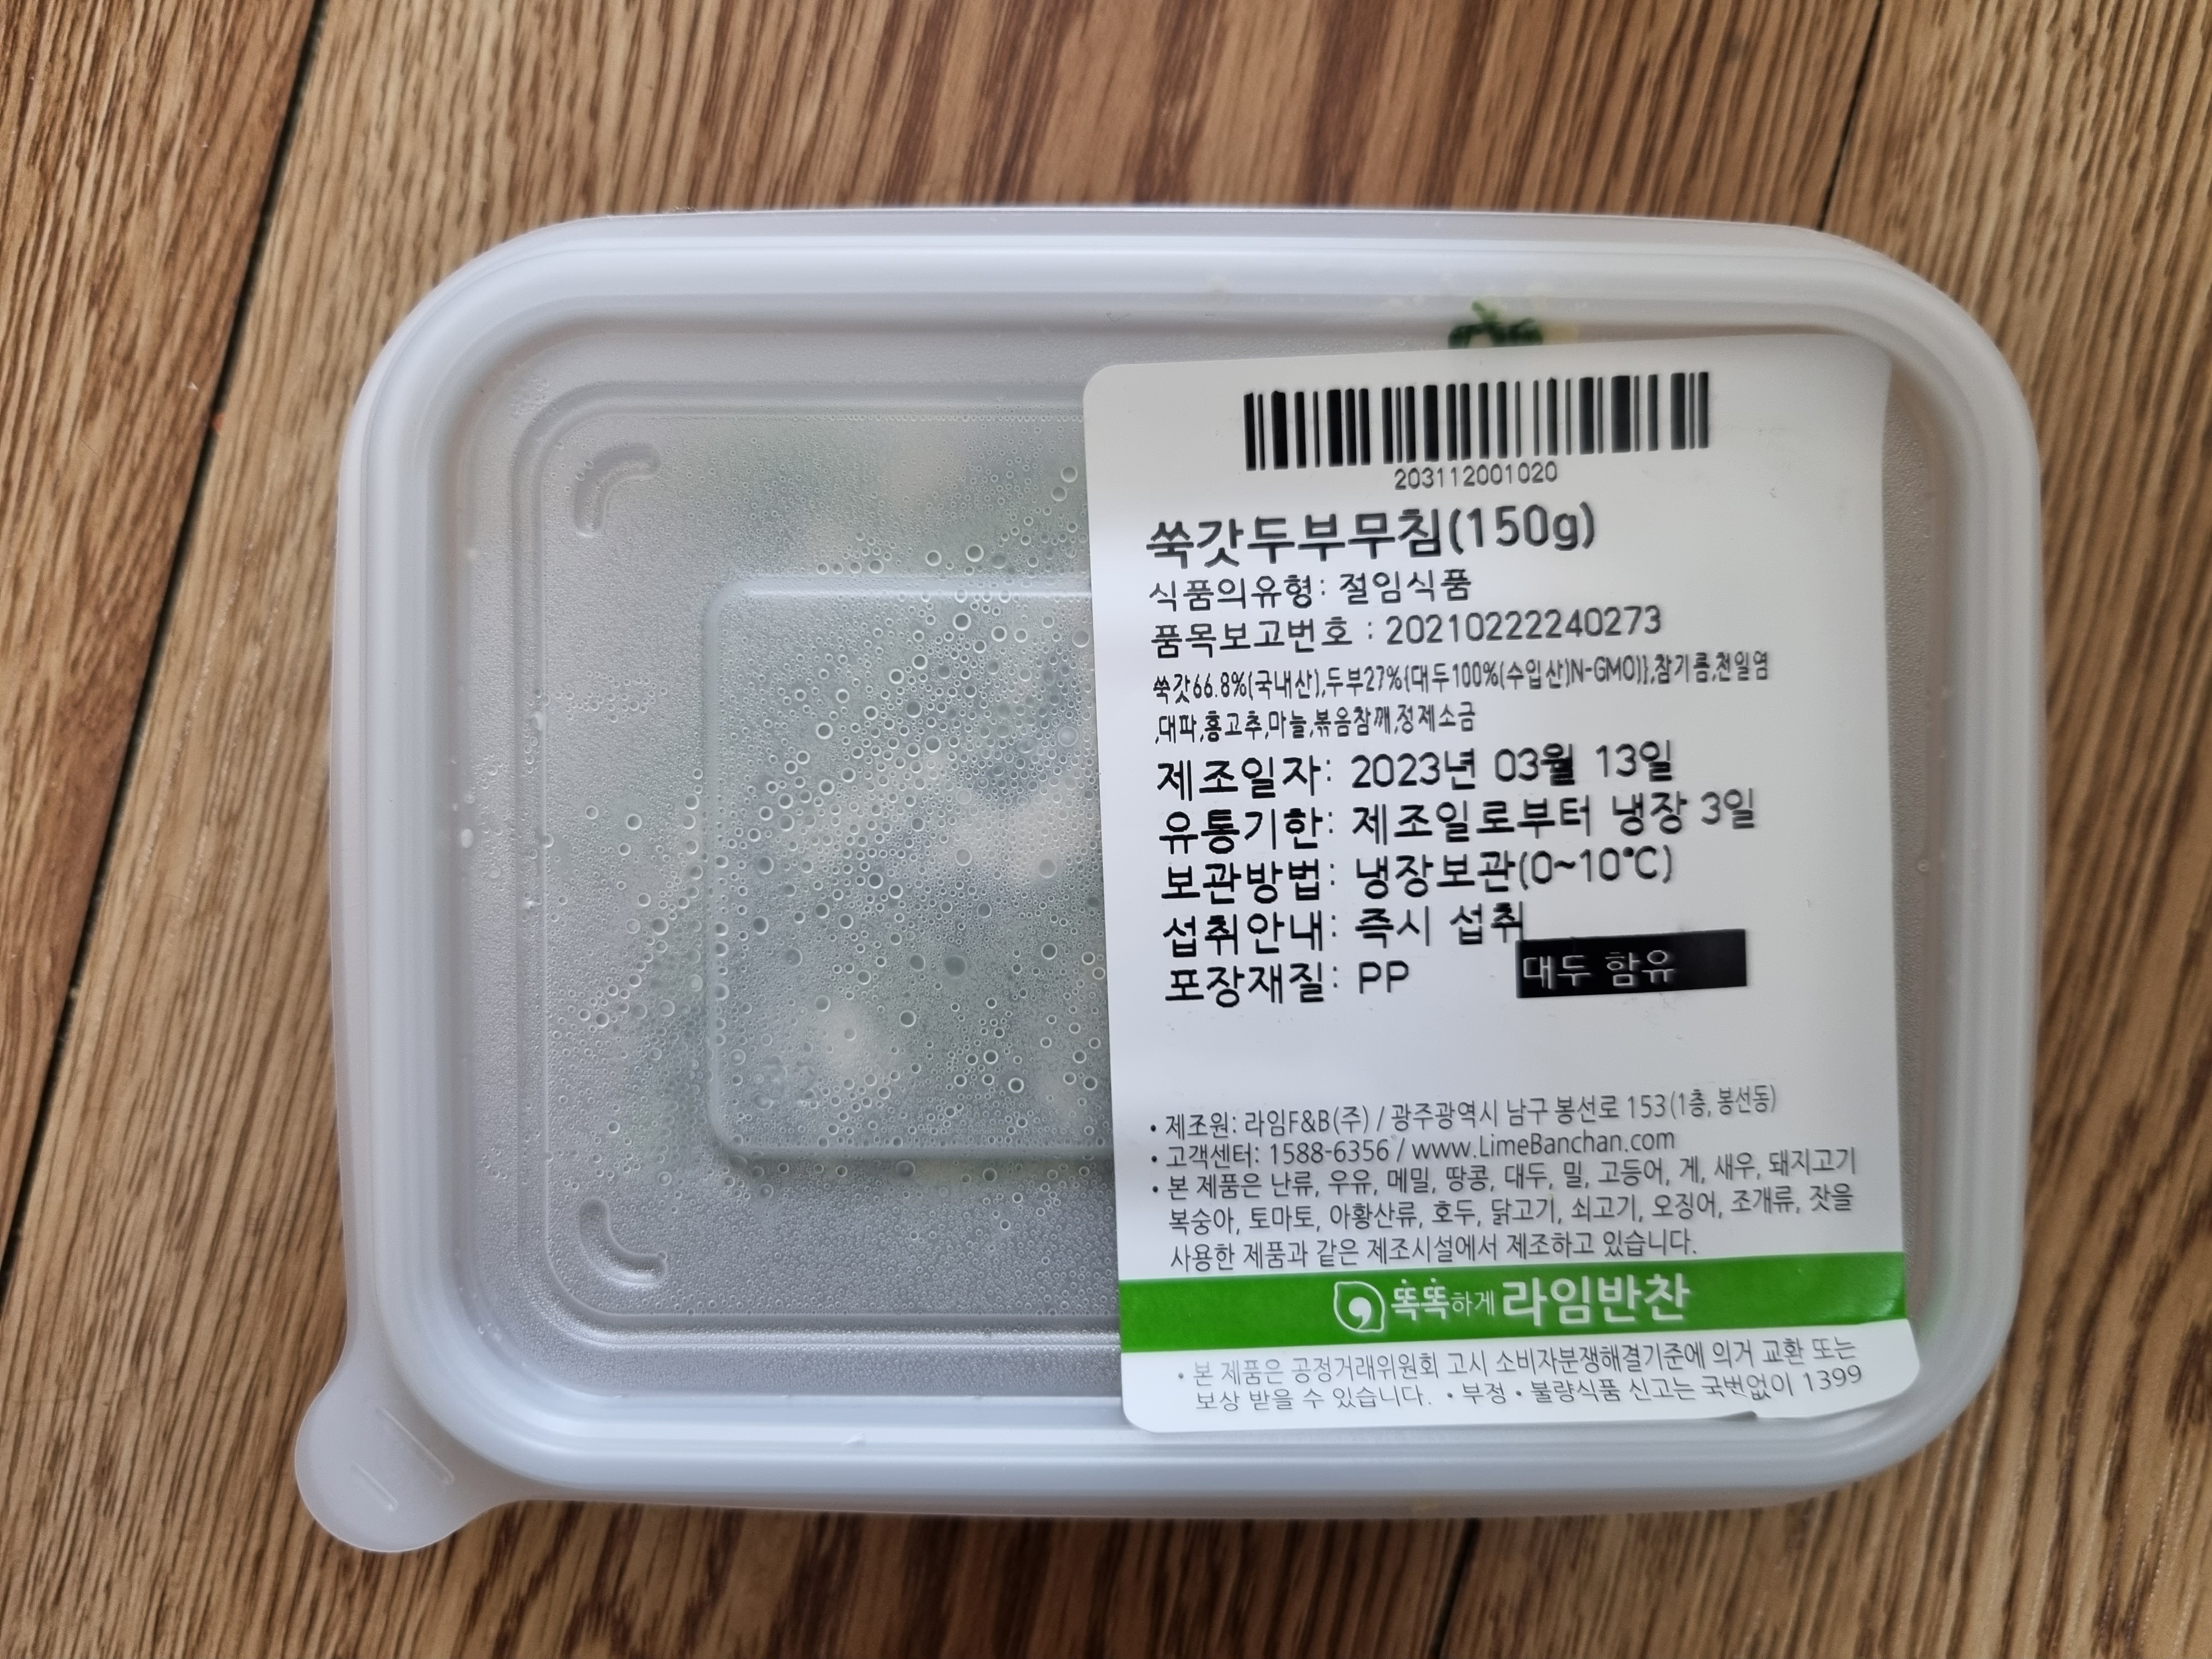 203112001020
쑥갓두부무침(150g)
식품의유형: 절임식품
품목보고번호 : 20210222240273
쑥갓66.8%(국내산),두부27%{대두100%(수입산)N-GMO)},참기름,천일염
,대파,홍고추,마늘,볶음참깨,정제소금
제조일자: 2023년 03월 13일
유통기한: 제조일로부터 냉장 3일
보관방법: 냉장보관(0~10℃)
섭취안내: 즉시 섭취
포장재질: PP
대두 함유
• 제조원: 라임F&B(주) / 광주광역시 남구 봉선로 153(1층, 봉선동)
• 고객센터: 1588-6356 / www.LimeBanchan.com
• 본 제품은 난류, 우유, 메밀, 땅콩, 대두, 밀, 고등어, 게, 새우, 돼지고기
복숭아, 토마토, 아황산류, 호두, 닭고기, 쇠고기, 오징어, 조개류, 잣을
사용한 제품과 같은 제조시설에서 제조하고 있습니다.
똑똑하게 라임반찬
• 본 제품은 공정거래위원회 고시 소비자분쟁해결기준에 의거 교환 또는
보상 받을 수 있습니다. • 부정 • 불량식품 신고는 국번없이 1399